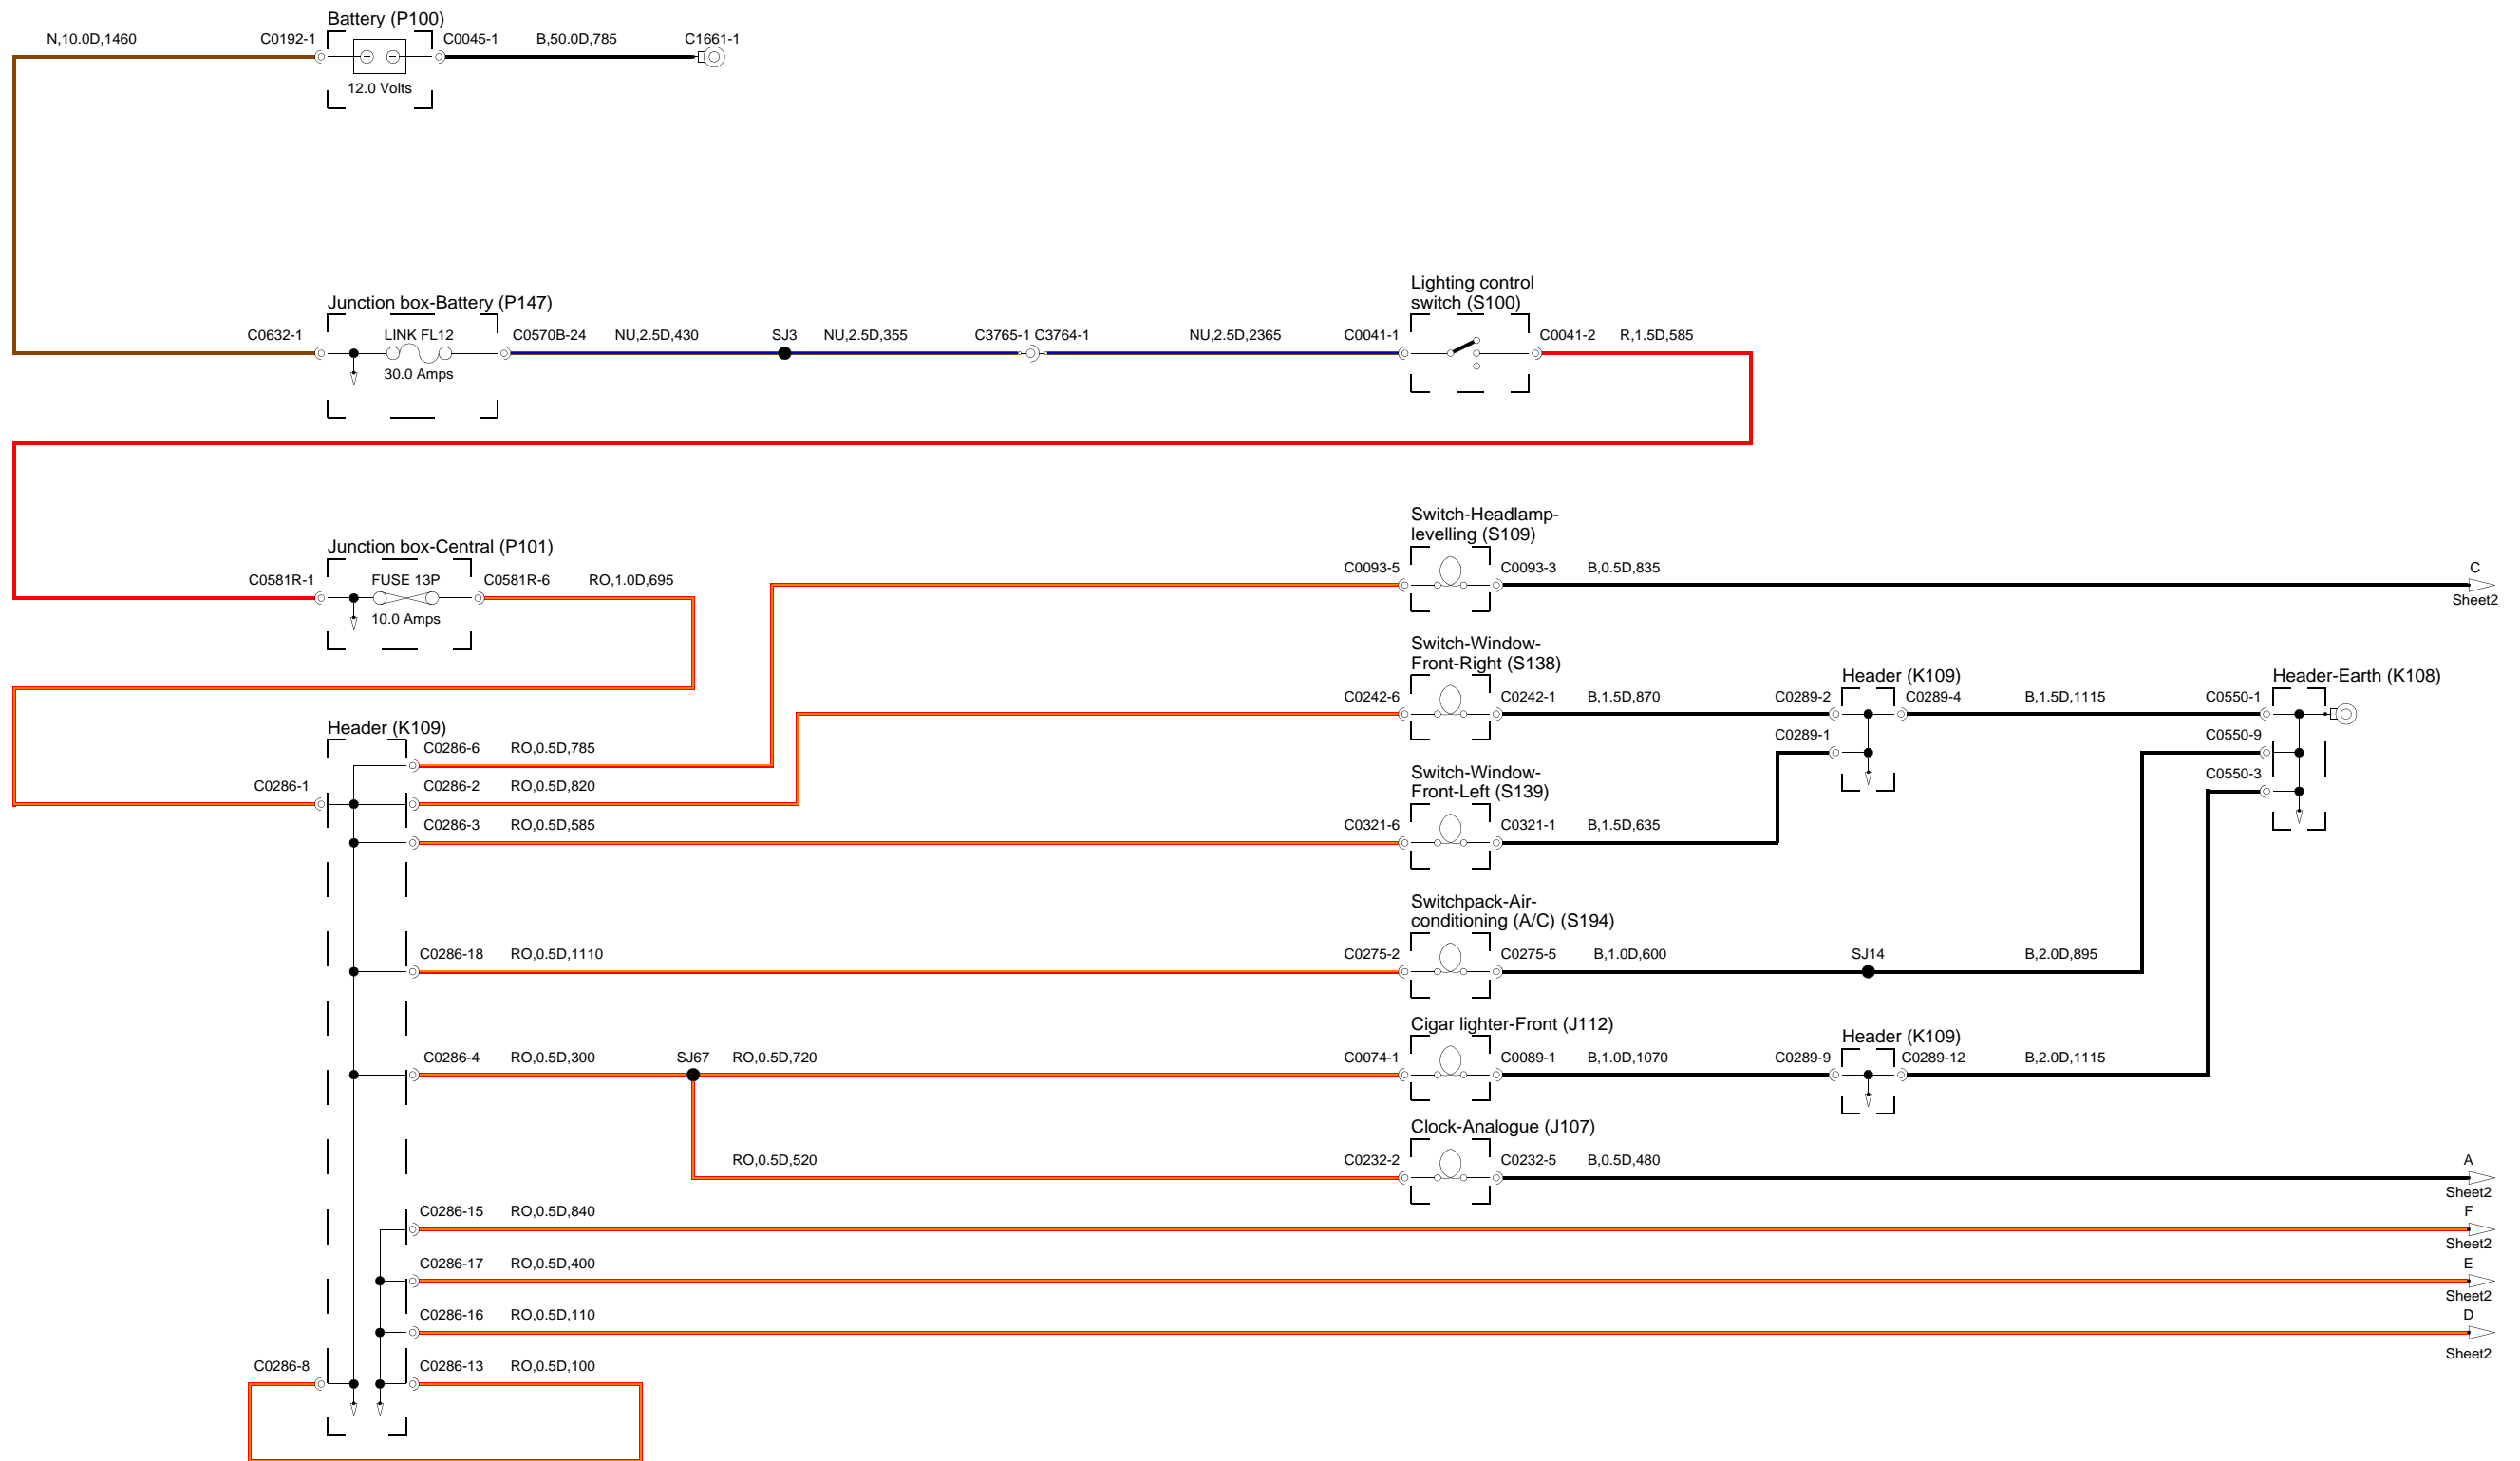 Battery (P100)
N,10.0D,1460 C0192-1 C0045-1 B,50.0D,785 C1661-1
12.0 Volts
Lighting control
switch (S100)
Junction box-Battery (P147)
C0632-1 LINK FL12 C0570B-24 NU,2.5D,430 SJ3 NU,2.5D,355 C3765-1 C3764-1 NU,2.5D,2365 C0041-1 C0041-2 R,1.5D,585
30.0 Amps
Switch-Headlamp-
levelling (S109)
Junction box-Central (P101)
C0093-5 C0093-3 B,0.5D,835 C
C0581R-1 FUSE 13P C0581R-6 RO,1.0D,695
Sheet2
10.0 Amps
Switch-Window-
Front-Right (S138)
Header (K109) Header-Earth (K108)
C0242-6 C0242-1 B,1.5D,870 C0289-2 C0289-4 B,1.5D,1115 C0550-1
Header (K109)
C0289-1 C0550-9
C0286-6 RO,0.5D,785
Switch-Window-
Front-Left (S139)
C0550-3
C0286-1 C0286-2 RO,0.5D,820
C0286-3 RO,0.5D,585 C0321-6 C0321-1 B,1.5D,635
Switchpack-Air-
conditioning (A/C) (S194)
C0286-18 RO,0.5D,1110 C0275-2 C0275-5 B,1.0D,600 SJ14 B,2.0D,895
Cigar lighter-Front (J112)
Header (K109)
C0286-4 RO,0.5D,300 SJ67 RO,0.5D,720 C0074-1 C0089-1 B,1.0D,1070 C0289-9 C0289-12 B,2.0D,1115
Clock-Analogue (J107)
RO,0.5D,520 C0232-2 C0232-5 B,0.5D,480 A
Sheet2
C0286-15 RO,0.5D,840 F
Sheet2
C0286-17 RO,0.5D,400 E
Sheet2
C0286-16 RO,0.5D,110 D
Sheet2
C0286-8 C0286-13 RO,0.5D,100